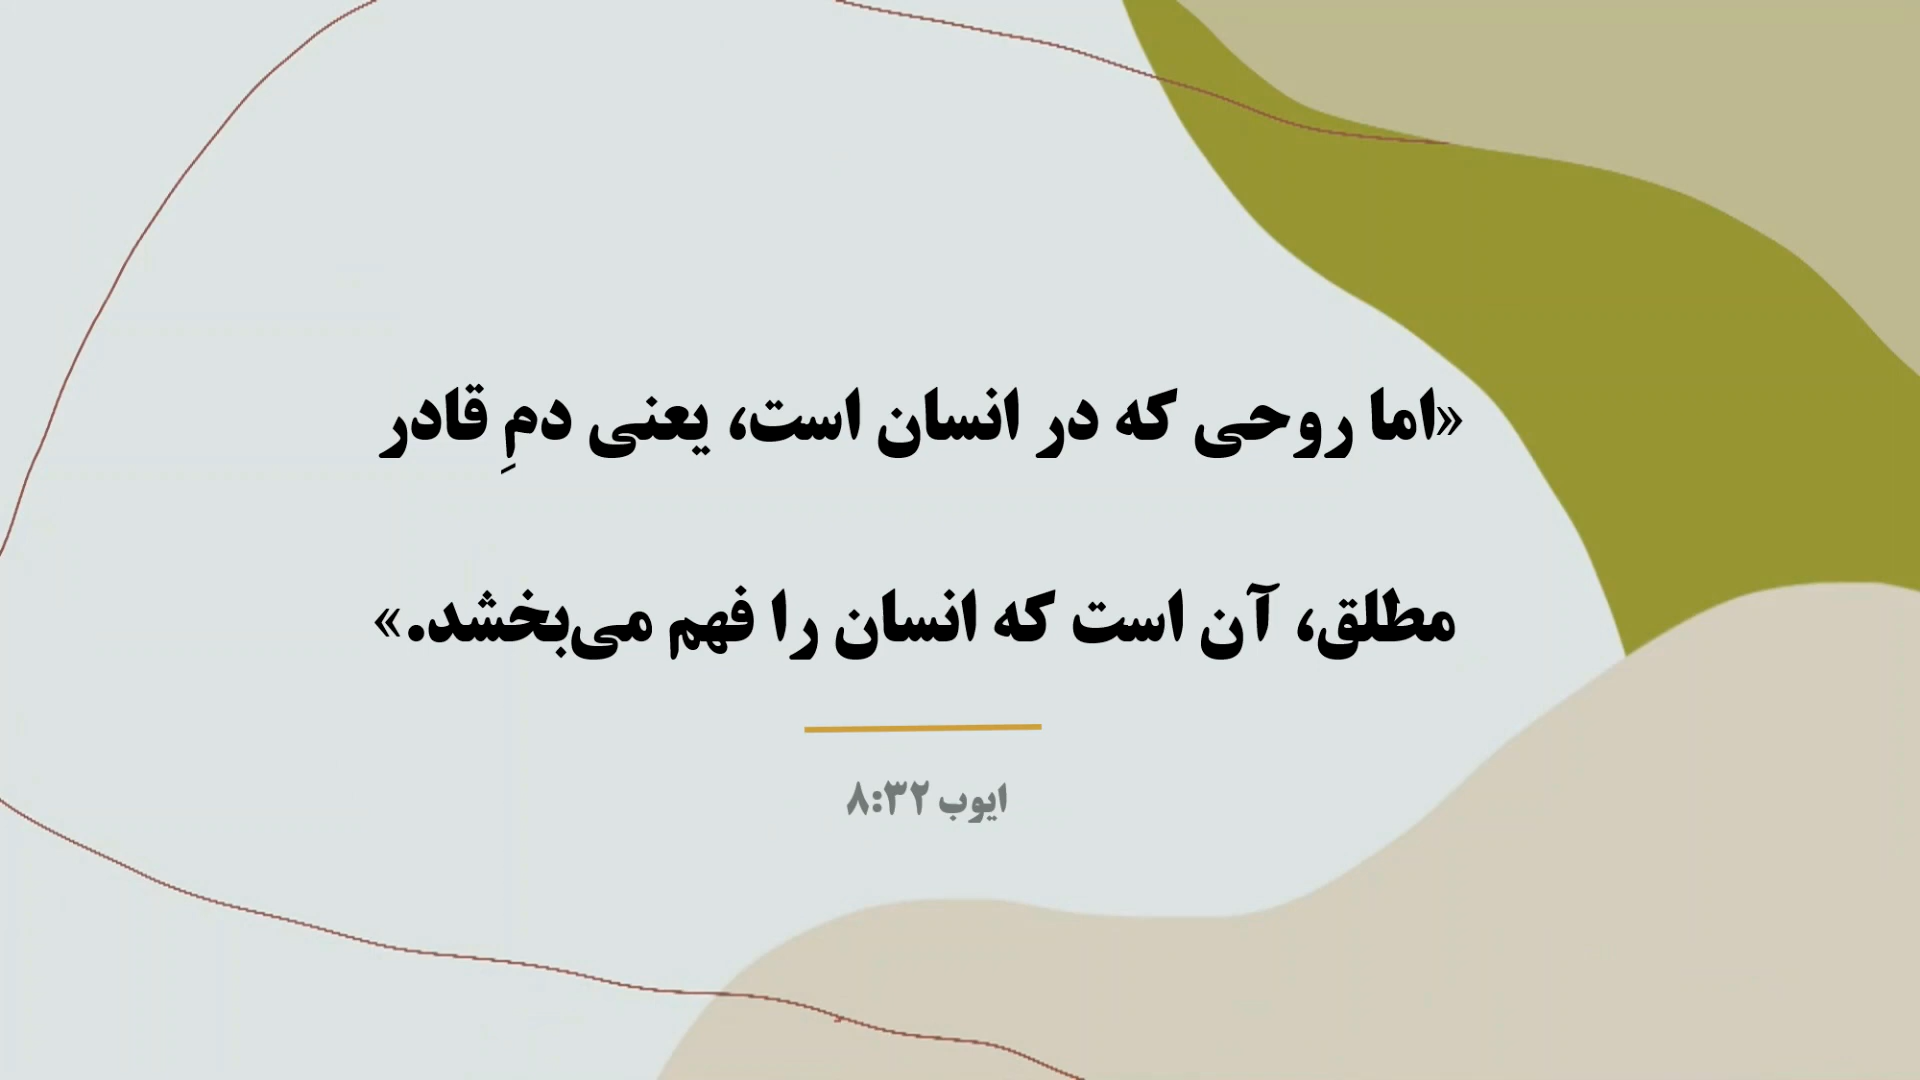 «اما روحی که در انسان است، یعنی دمِ قادر
مطلق، آن است که انسان را فهم می‌بخشد.»
ایوب ۸:۳۲